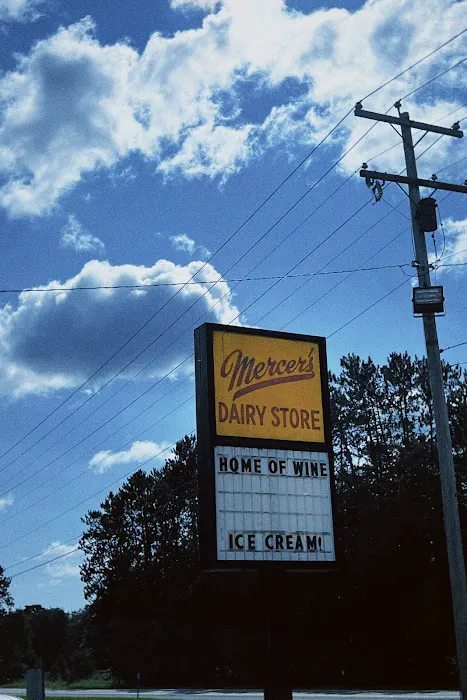 Mercer's
DAIRY STORE
HOME OF WINE
ICE CREAM!